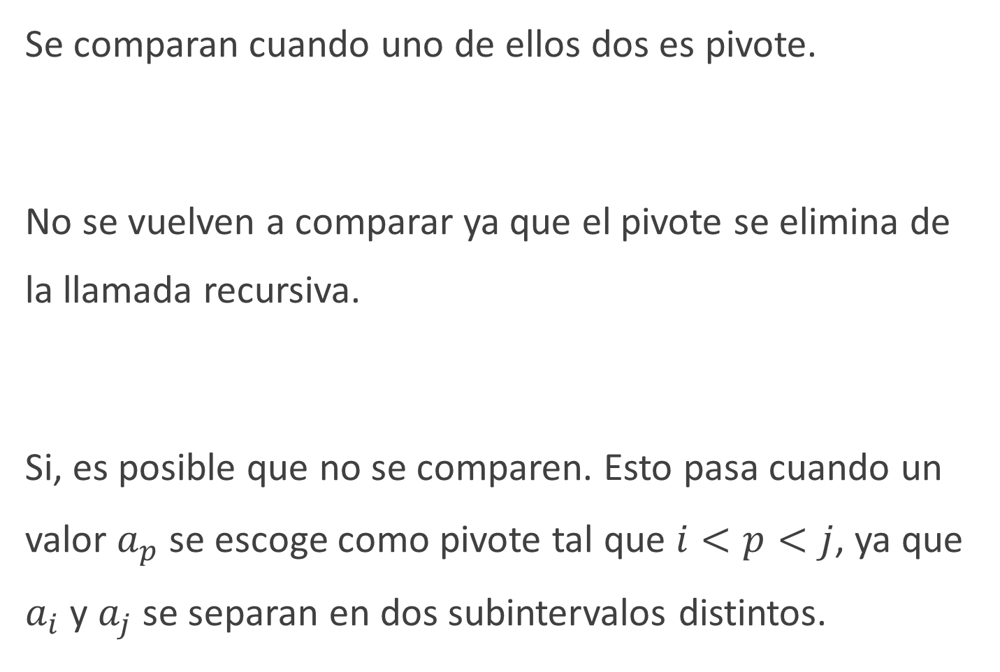 Se comparan cuando uno de ellos dos es pivote.
No se vuelven a comparar ya que el pivote se elimina de
la llamada recursiva.
Si, es posible que no se comparen. Esto pasa cuando un
valor $a_p$ se escoge como pivote tal que $i < p < j$, ya que
$a_i$ y $a_j$ se separan en dos subintervalos distintos.